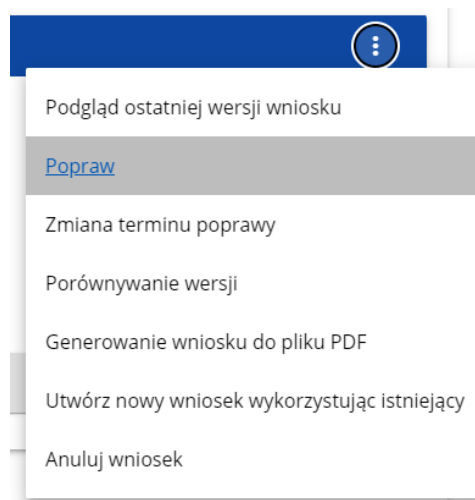 Podgląd ostatniej wersji wniosku
Popraw
Zmiana terminu poprawy
Porównywanie wersji
Generowanie wniosku do pliku PDF
Utwórz nowy wniosek wykorzystując istniejący
Anuluj wniosek